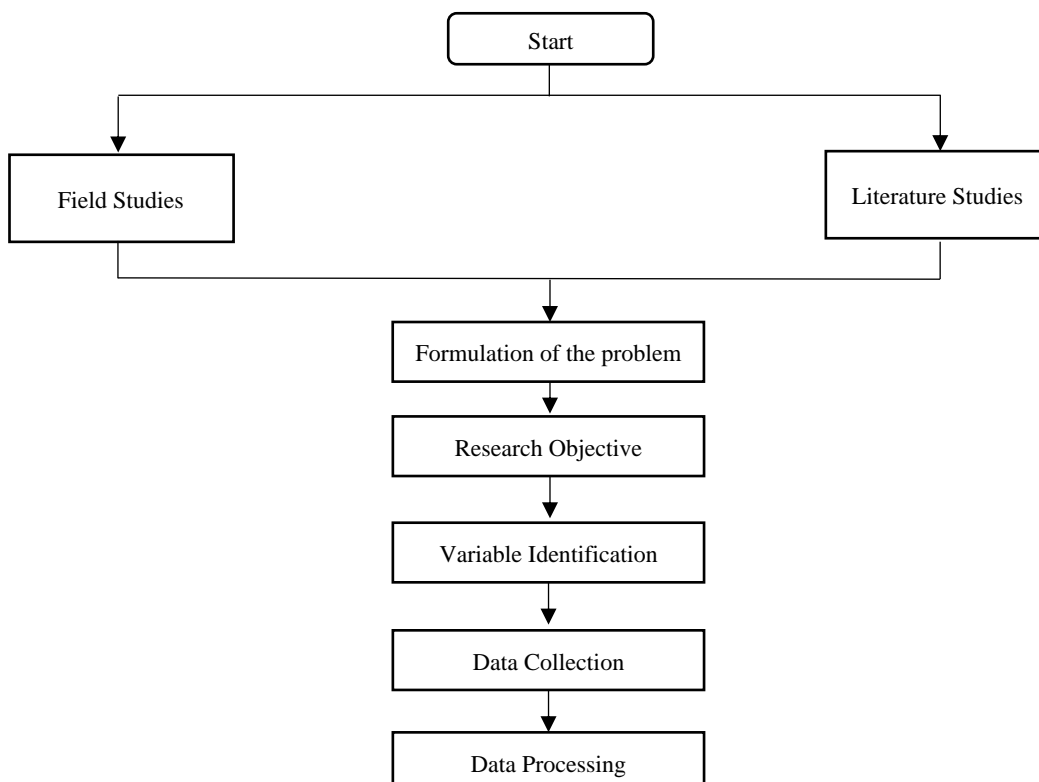 Start
Field Studies
Literature Studies
Formulation of the problem
Research Objective
Variable Identification
Data Collection
Data Processing